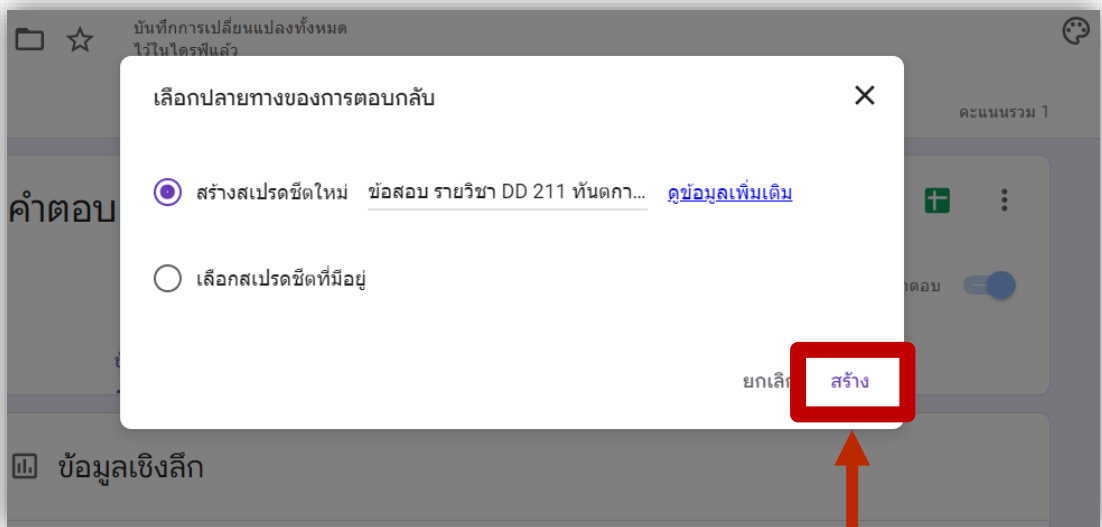 บันทึกการเปลี่ยนแปลงทั้งหมด
ไว้ในไดรฟ์แล้ว
เลือกปลายทางของการตอบกลับ
คะแนนรวม 1
คำตอบ
สร้างสเปรดชีตใหม่ ข้อสอบ รายวิชา DD 211 ทันตกา... ดูข้อมูลเพิ่มเติม
เลือกสเปรดชีตที่มีอยู่
ยกเลิก สร้าง
ข้อมูลเชิงลึก